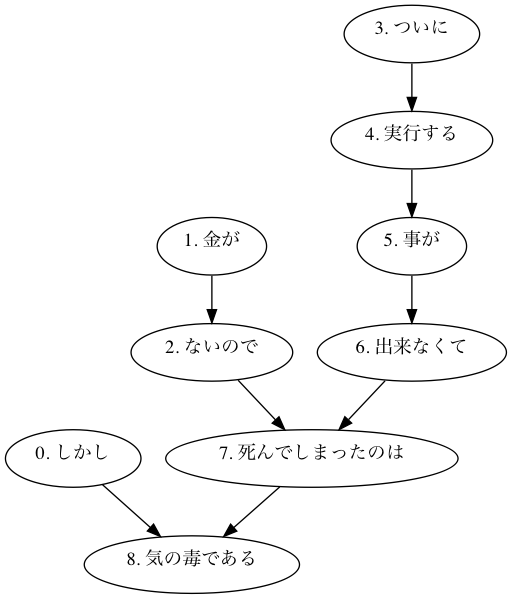 3. ついに
4. 実行する
1. 金が
5. 事が
2. ないので
6. 出来なくて
0. しかし
7. 死んでしまったのは
8. 気の毒である